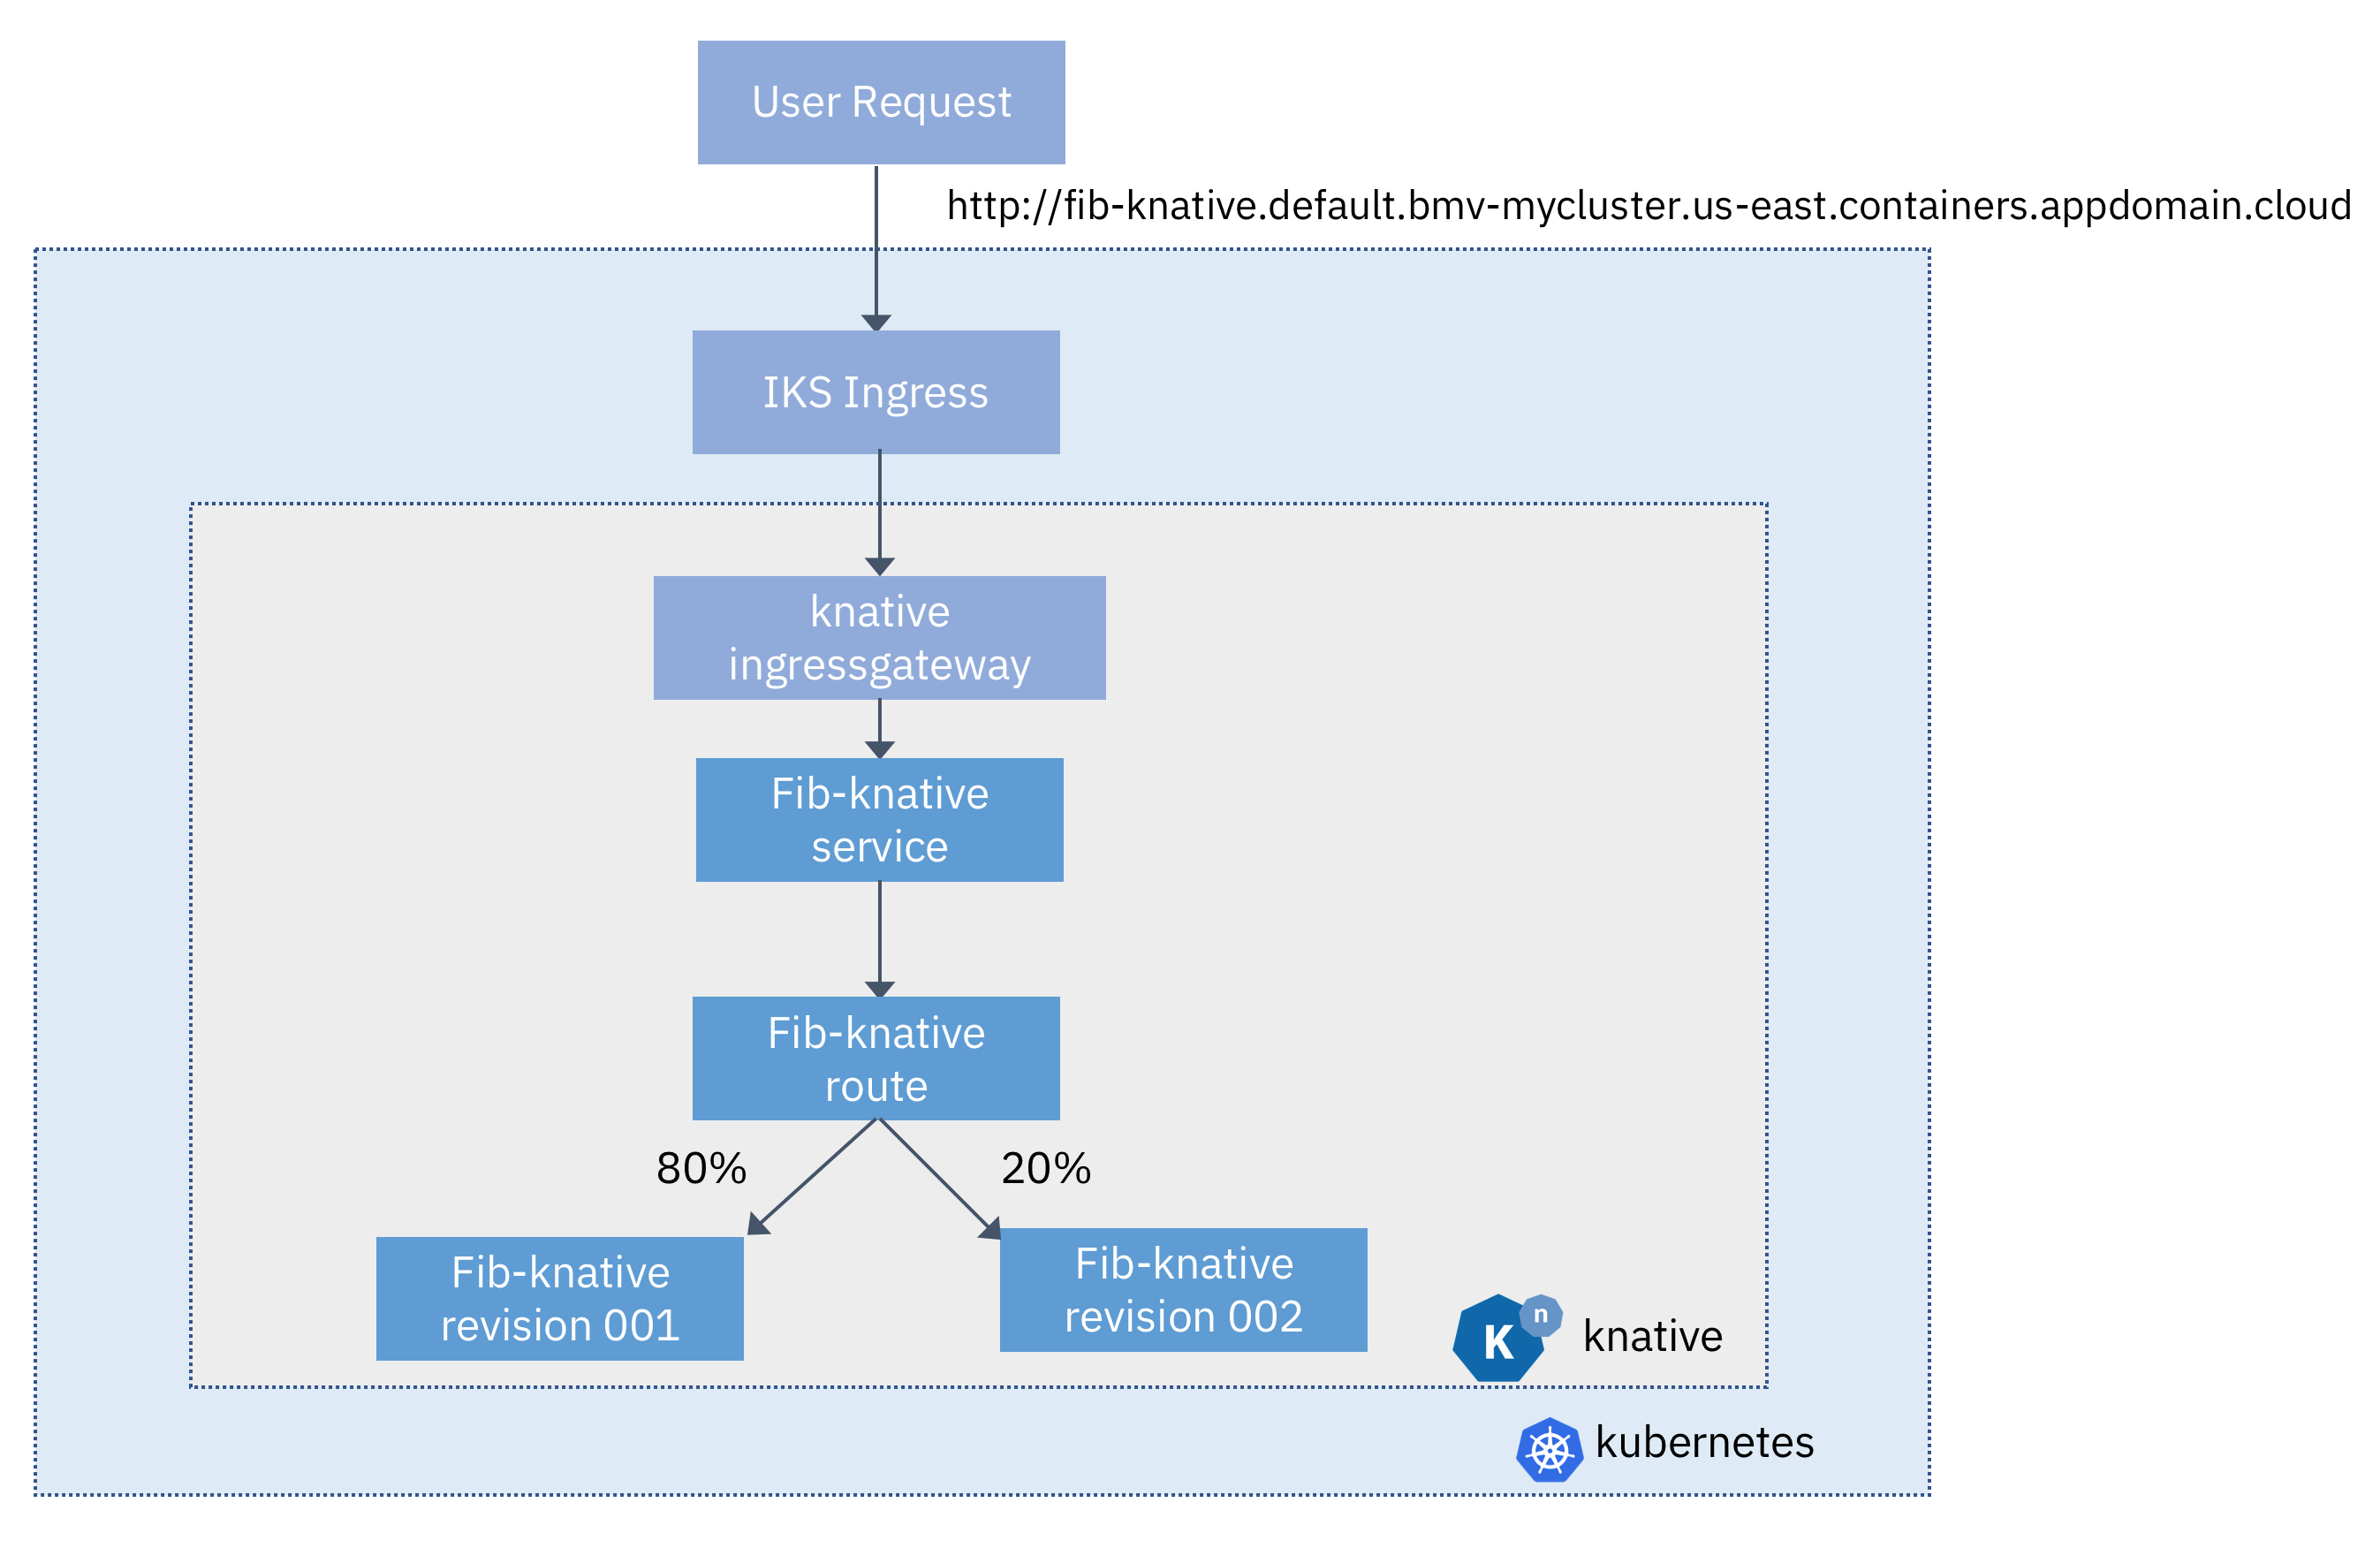 User Request
http://fib-knative.default.bmv-mycluster.us-east.containers.appdomain.cloud
IKS Ingress
knative
ingressgateway
Fib-knative
service
Fib-knative
route
80%
20%
Fib-knative
revision 001
Fib-knative
revision 002
K
n
knative
kubernetes